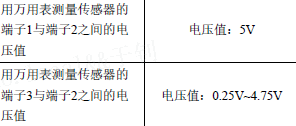 用万用表测量传感器的
端子1与端子2之间的电
压值
电压值：5V
用万用表测量传感器的
端子3与端子2之间的电
压值
电压值：0.25V~4.75V